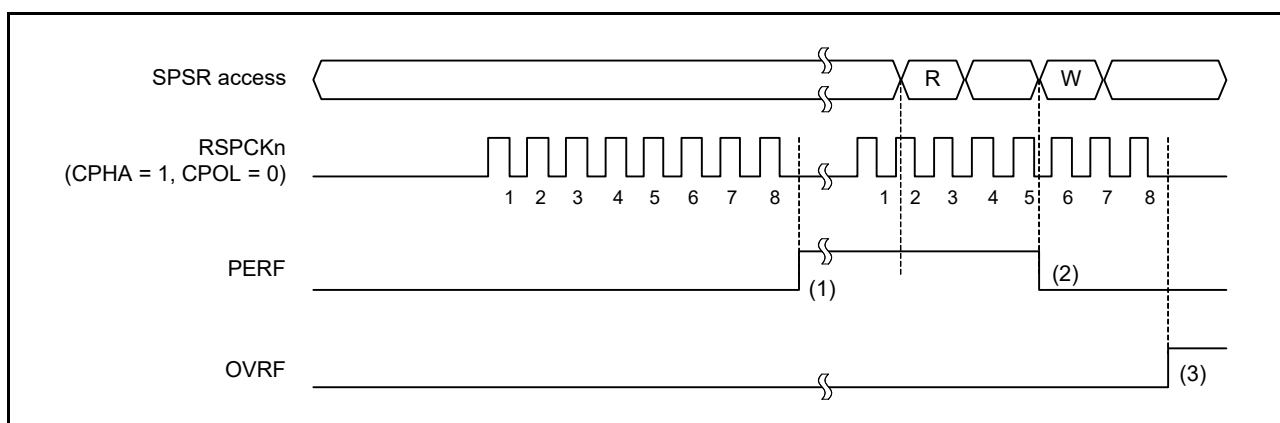 SPSR access
R
W
RSPCKn
(CPHA = 1, CPOL = 0)
1 2 3 4 5 6 7 8 1 2 3 4 5 6 7 8
PERF
(1)
(2)
OVRF
(3)